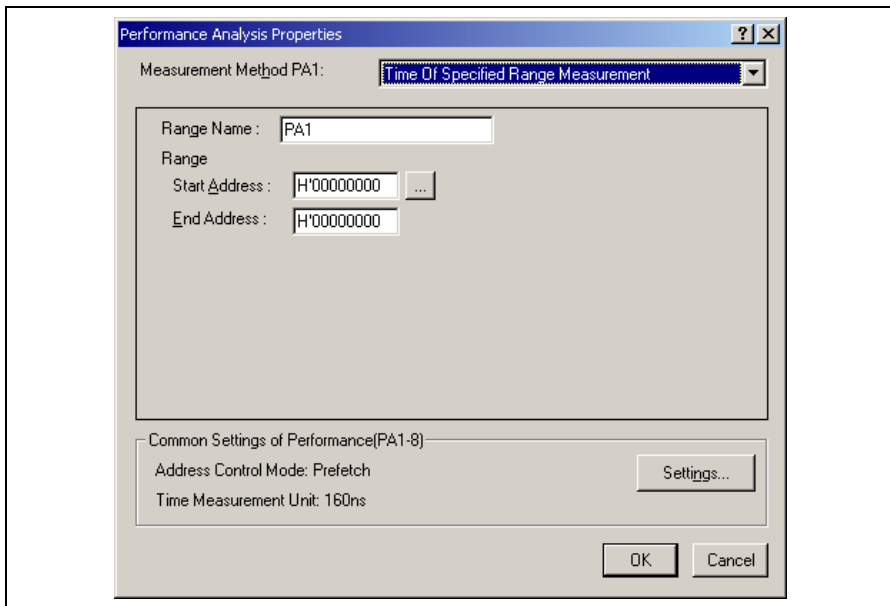 Performance Analysis Properties
Measurement Method PA1: Time Of Specified Range Measurement
Range Name : PA1
Range
Start Address : H'00000000 ...
End Address : H'00000000
Common Settings of Performance(PA1-8)
Address Control Mode: Prefetch
Settings...
Time Measurement Unit: 160ns
OK Cancel